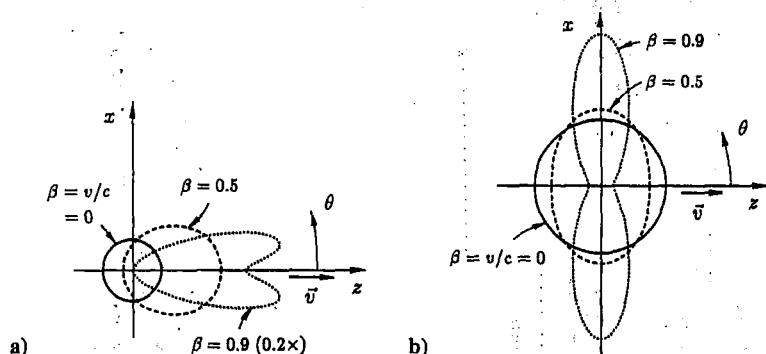 x
β = v/c
= 0
β = 0.5
θ
v⃗
z
β = 0.9 (0.2×)
a)
x
β = 0.9
β = 0.5
θ
v⃗
z
β = v/c = 0
b)